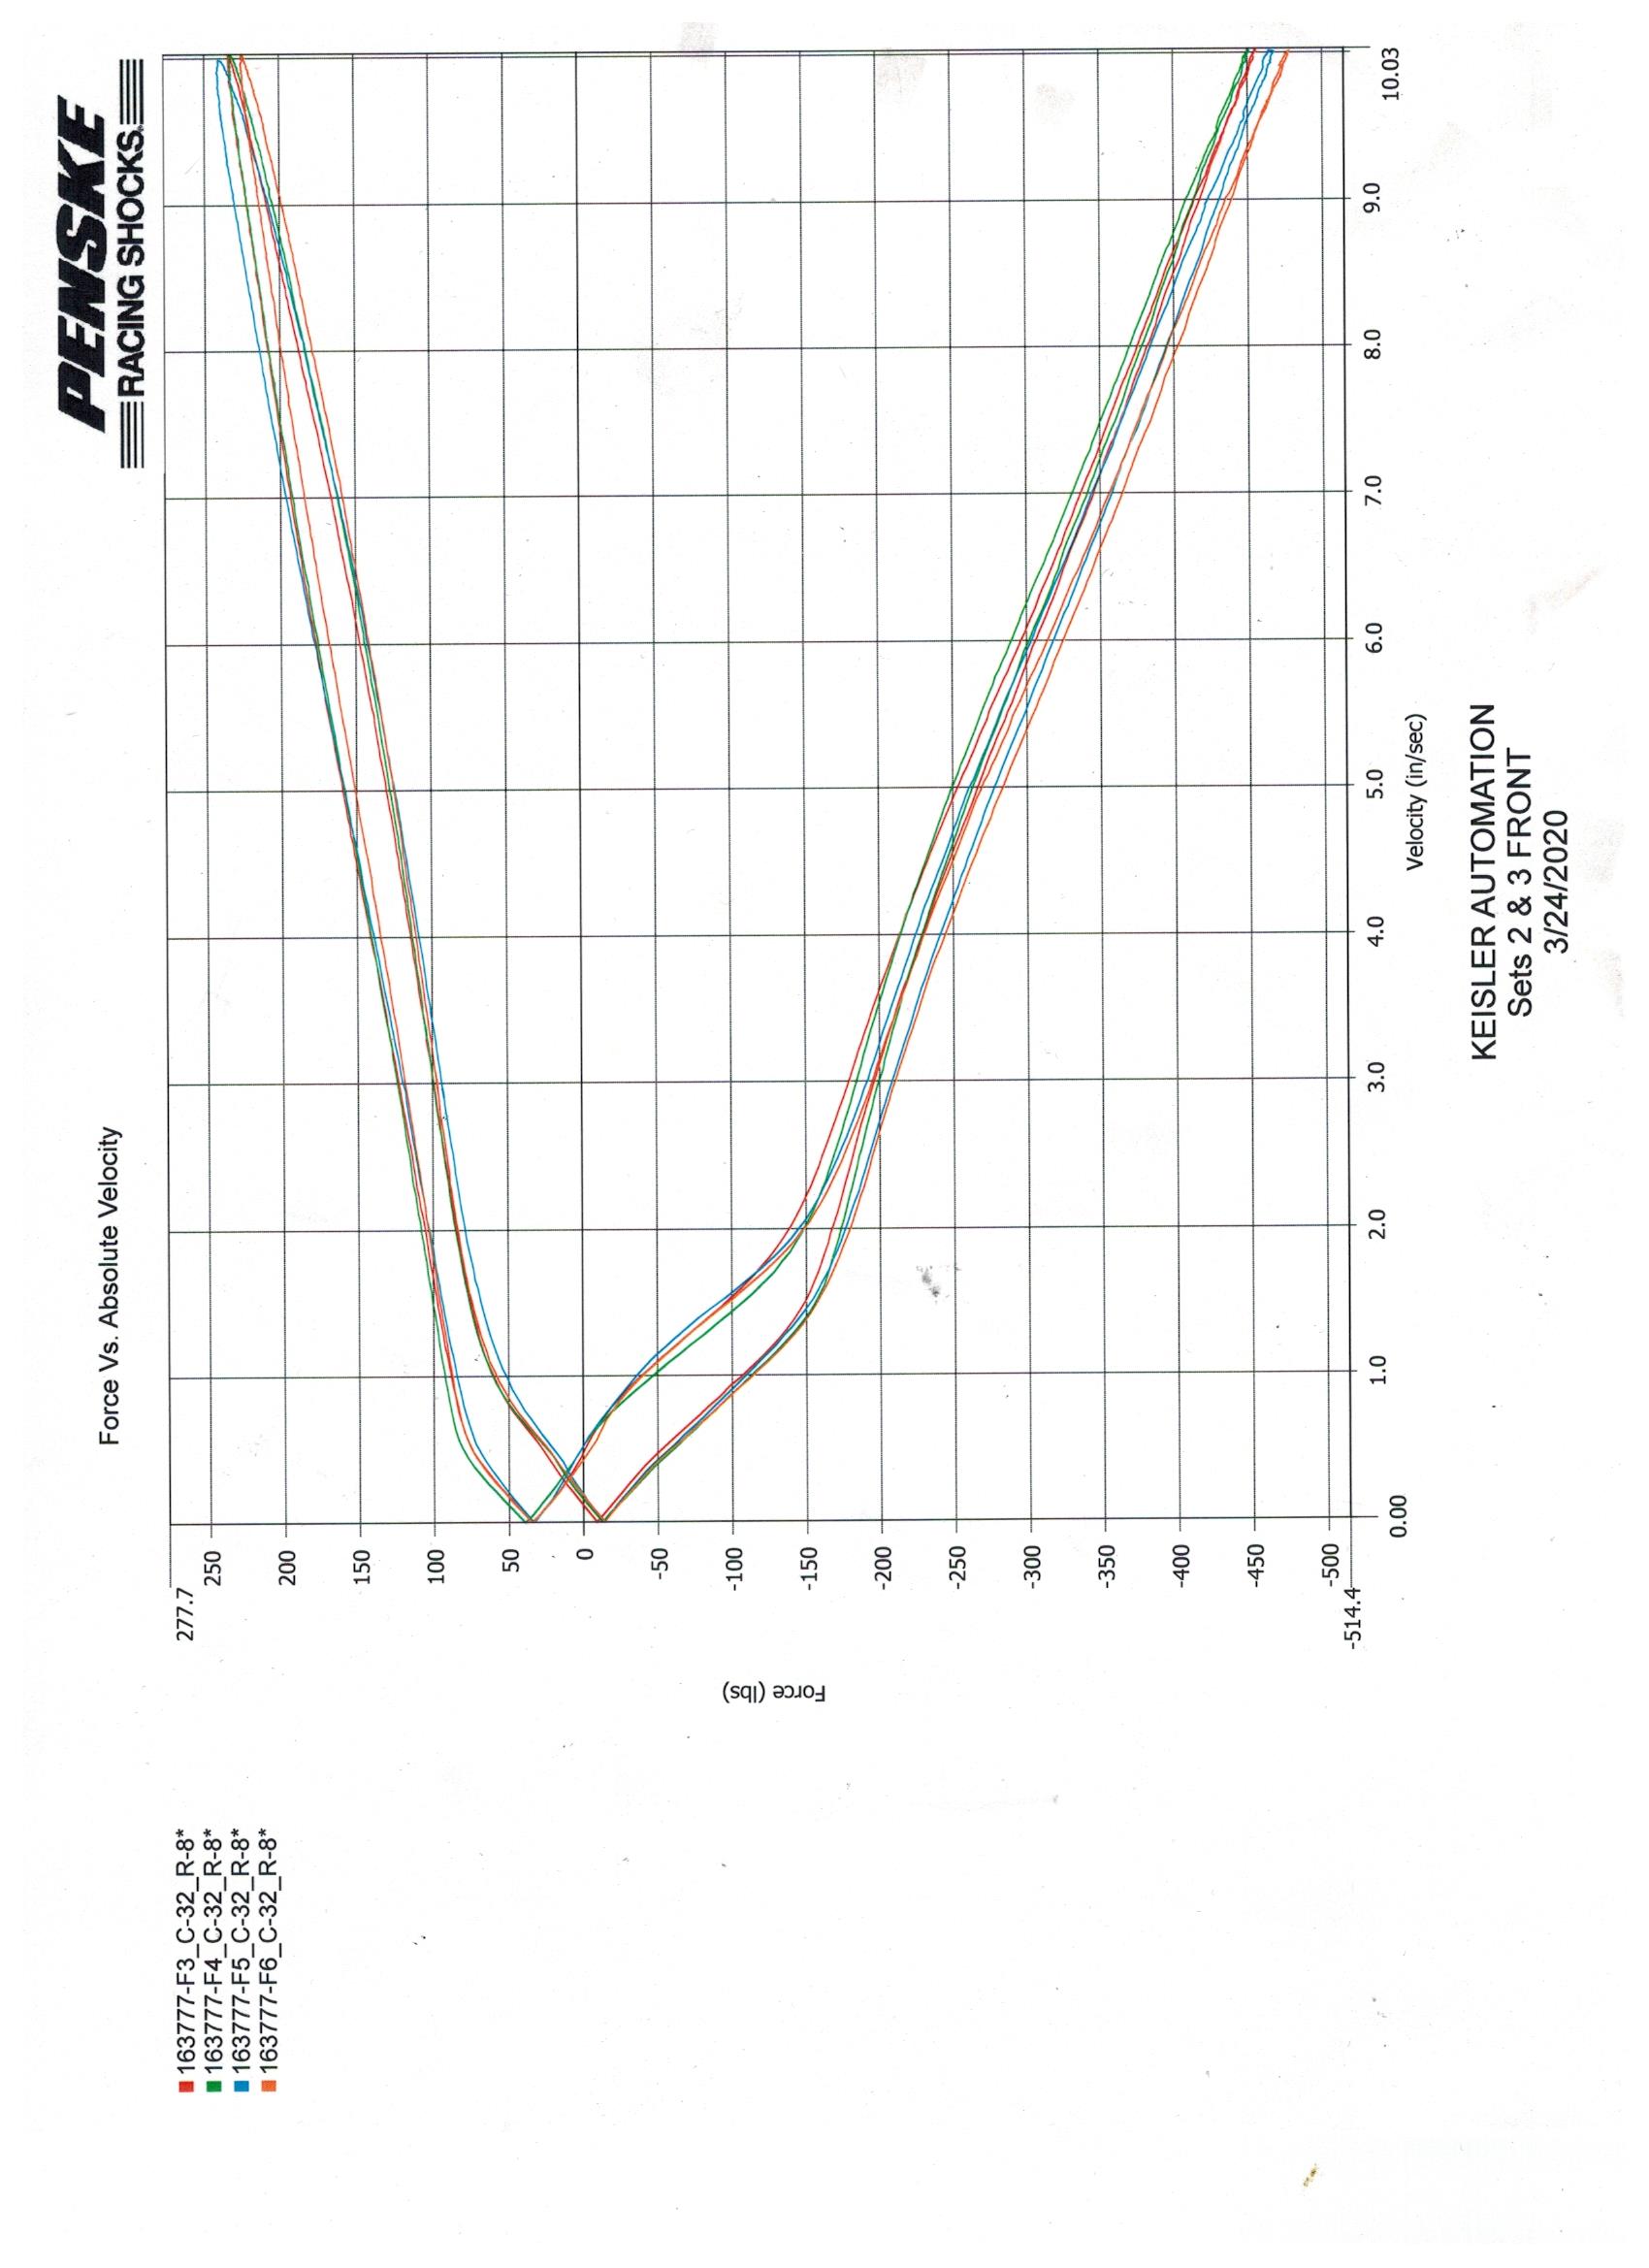 PENSKE
RACING SHOCKS
Force Vs. Absolute Velocity
163777-F3_C-32_R-8*
163777-F4_C-32_R-8*
163777-F5_C-32_R-8*
163777-F6_C-32_R-8*
277.7
250
200
150
100
50
0
-50
-100
-150
-200
-250
-300
-350
-400
-450
-500
-514.4
Force (lbs)
0.00
1.0
2.0
3.0
4.0
5.0
6.0
7.0
8.0
9.0
10.03
Velocity (in/sec)
KEISLER AUTOMATION
Sets 2 & 3 FRONT
3/24/2020